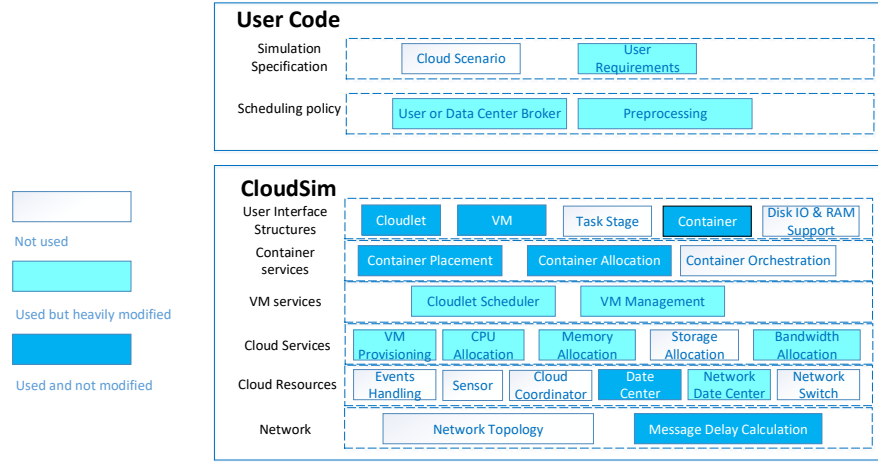 User Code
Simulation
Specification
Cloud Scenario
User
Requirements
Scheduling policy
User or Data Center Broker
Preprocessing
CloudSim
User Interface
Structures
Cloudlet
VM
Task Stage
Container
Disk IO & RAM
Support
Container
services
Container Placement
Container Allocation
Container Orchestration
VM services
Cloudlet Scheduler
VM Management
Cloud Services
VM
Provisioning
CPU
Allocation
Memory
Allocation
Storage
Allocation
Bandwidth
Allocation
Cloud Resources
Events
Handling
Sensor
Cloud
Coordinator
Date
Center
Network
Date Center
Network
Switch
Network
Network Topology
Message Delay Calculation
Not used
Used but heavily modified
Used and not modified